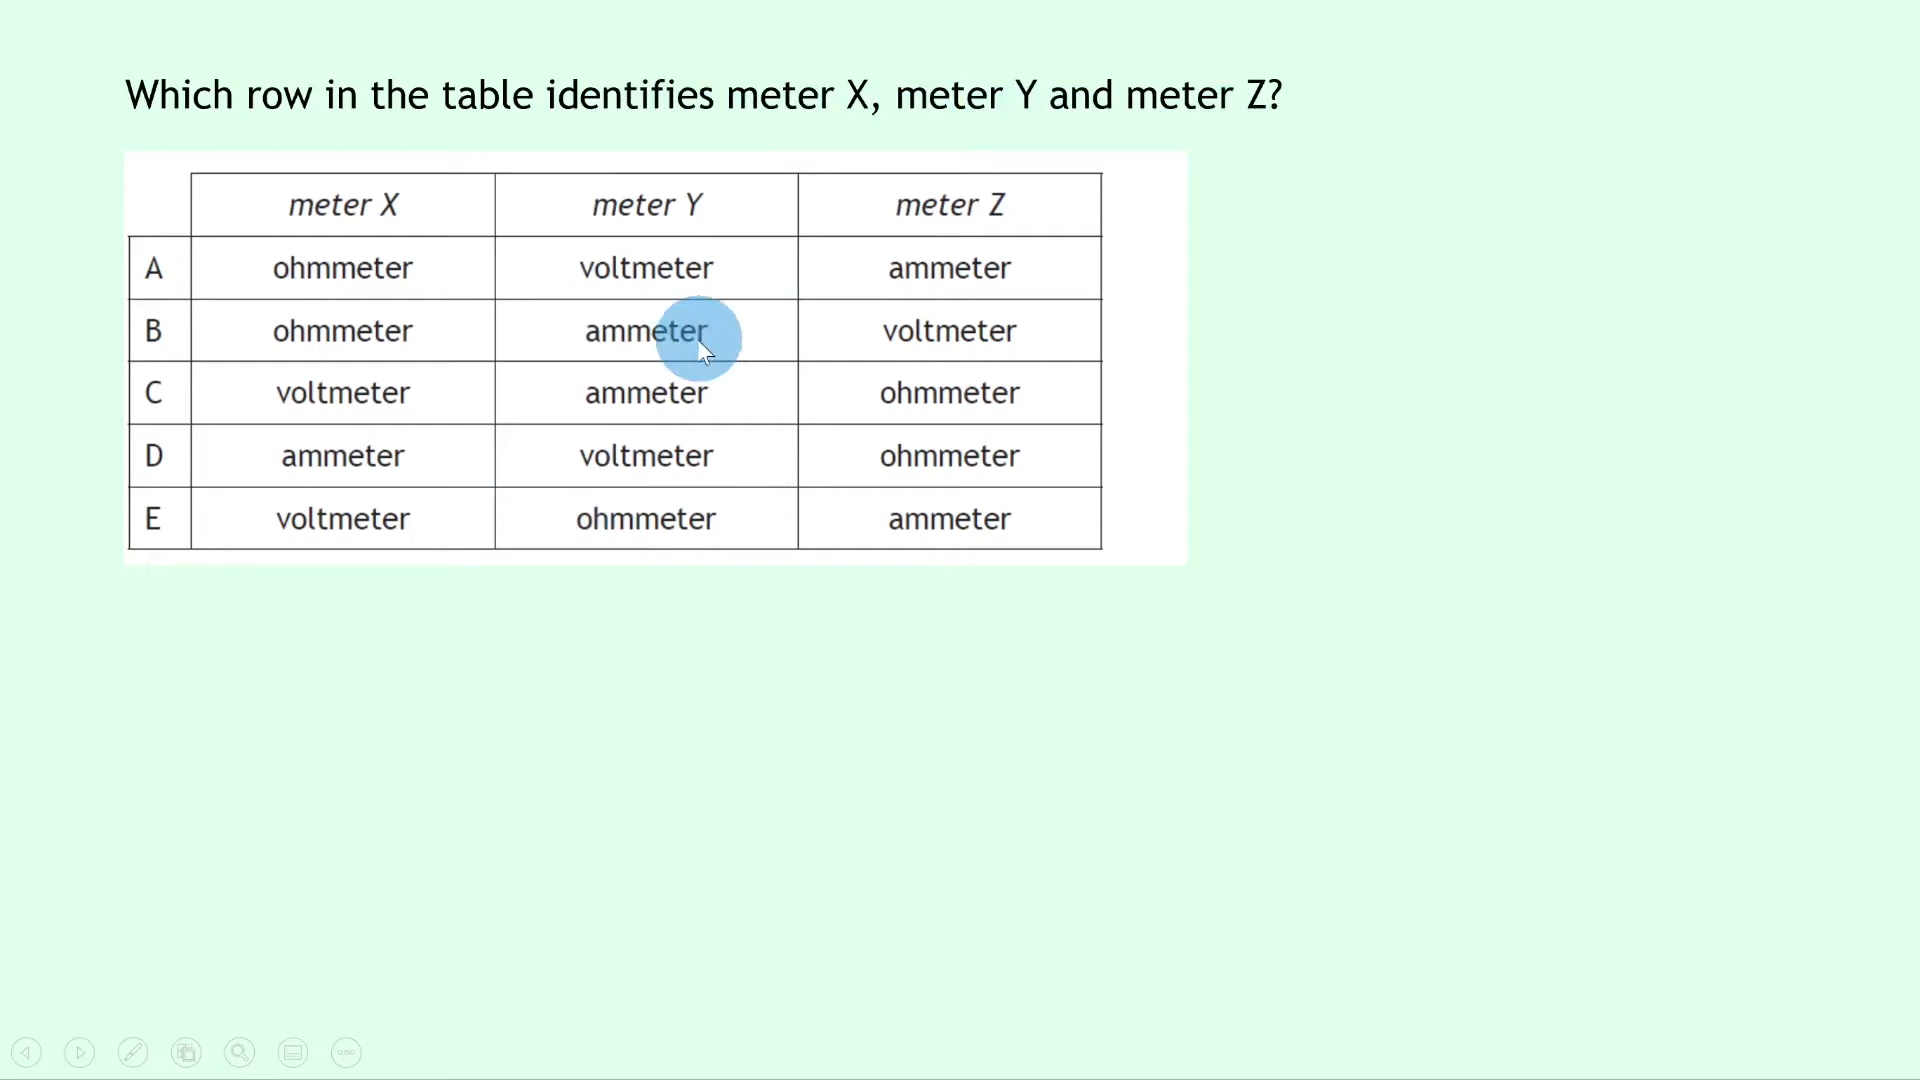 Which row in the table identifies meter X, meter Y and meter Z?
meter X meter Y meter Z
A ohmmeter voltmeter ammeter
B ohmmeter ammeter voltmeter
C voltmeter ammeter ohmmeter
D ammeter voltmeter ohmmeter
E voltmeter ohmmeter ammeter